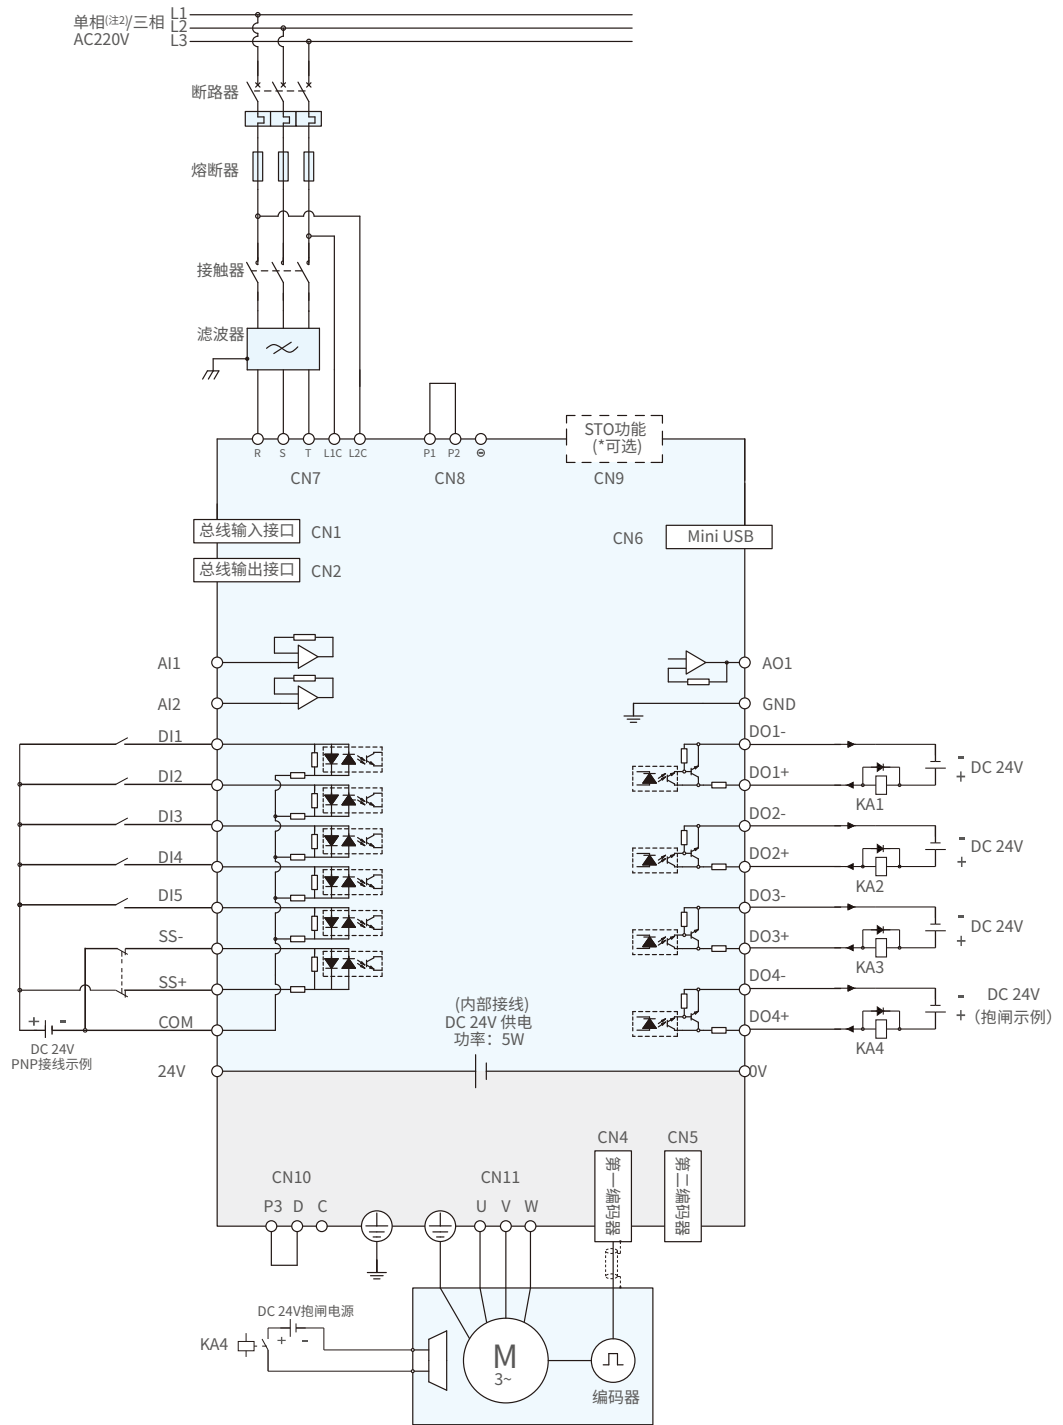 L1
单相(注2)/三相 L2
AC220V L3
断路器
熔断器
接触器
滤波器
R S T L1C L2C P1 P2 ⊖
STO功能
(*可选)
CN7 CN8 CN9
总线输入接口 CN1
CN6 Mini USB
总线输出接口 CN2
AI1 AO1
AI2 GND
DI1 DO1-
DI2 DO1+
- DC 24V
+
KA1
DI3 DO2-
DI4 DO2+
- DC 24V
+
KA2
DI5 DO3-
SS- DO3+
- DC 24V
+
KA3
SS+ DO4-
COM DO4+
- DC 24V
+ (抱闸示例)
KA4
+ -
DC 24V
PNP接线示例
(内部接线)
DC 24V 供电
功率：5W
24V 0V
CN4 CN5
第一编码器
第二编码器
CN10 CN11
P3 D C U V W
DC 24V抱闸电源
KA4 + -
M
3~
编码器